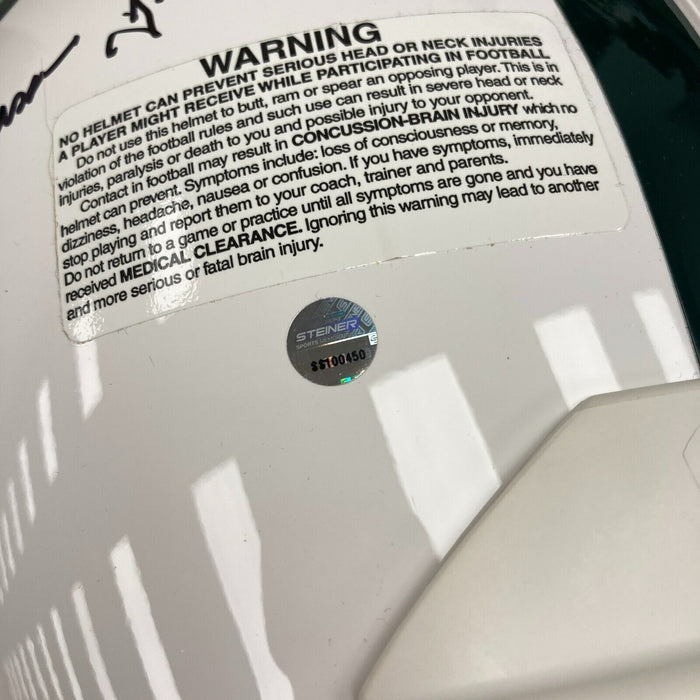 WARNING
NO HELMET CAN PREVENT SERIOUS HEAD OR NECK INJURIES
A PLAYER MIGHT RECEIVE WHILE PARTICIPATING IN FOOTBALL
Do not use this helmet to butt, ram or spear an opposing player. This is in
violation of the football rules and such use can result in severe head or neck
injuries, paralysis or death to you and possible injury to your opponent.
Contact in football may result in CONCUSSION-BRAIN INJURY which no
helmet can prevent. Symptoms include: loss of consciousness or memory,
dizziness, headache, nausea or confusion. If you have symptoms, immediately
stop playing and report them to your coach, trainer and parents.
Do not return to a game or practice until all symptoms are gone and you have
received MEDICAL CLEARANCE. Ignoring this warning may lead to another
and more serious or fatal brain injury.
STEINER
SPORTS
SS100450